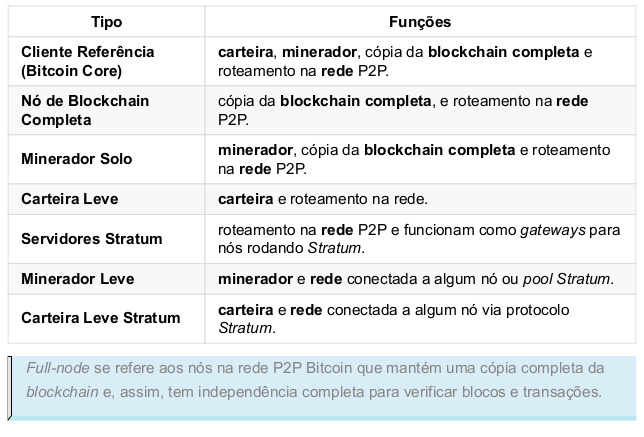 Tipo Funções
Cliente Referência carteira, minerador, cópia da blockchain completa e
(Bitcoin Core) roteamento na rede P2P.
Nó de Blockchain cópia da blockchain completa, e roteamento na rede
Completa P2P.
Minerador Solo minerador, cópia da blockchain completa e roteamento
na rede P2P.
Carteira Leve carteira e roteamento na rede.
Servidores Stratum roteamento na rede P2P e funcionam como gateways para
nós rodando Stratum.
Minerador Leve minerador e rede conectada a algum nó ou pool Stratum.
Carteira Leve Stratum carteira e rede conectada a algum nó via protocolo
Stratum.
Full-node se refere aos nós na rede P2P Bitcoin que mantém uma cópia completa da
blockchain e, assim, tem independência completa para verificar blocos e transações.